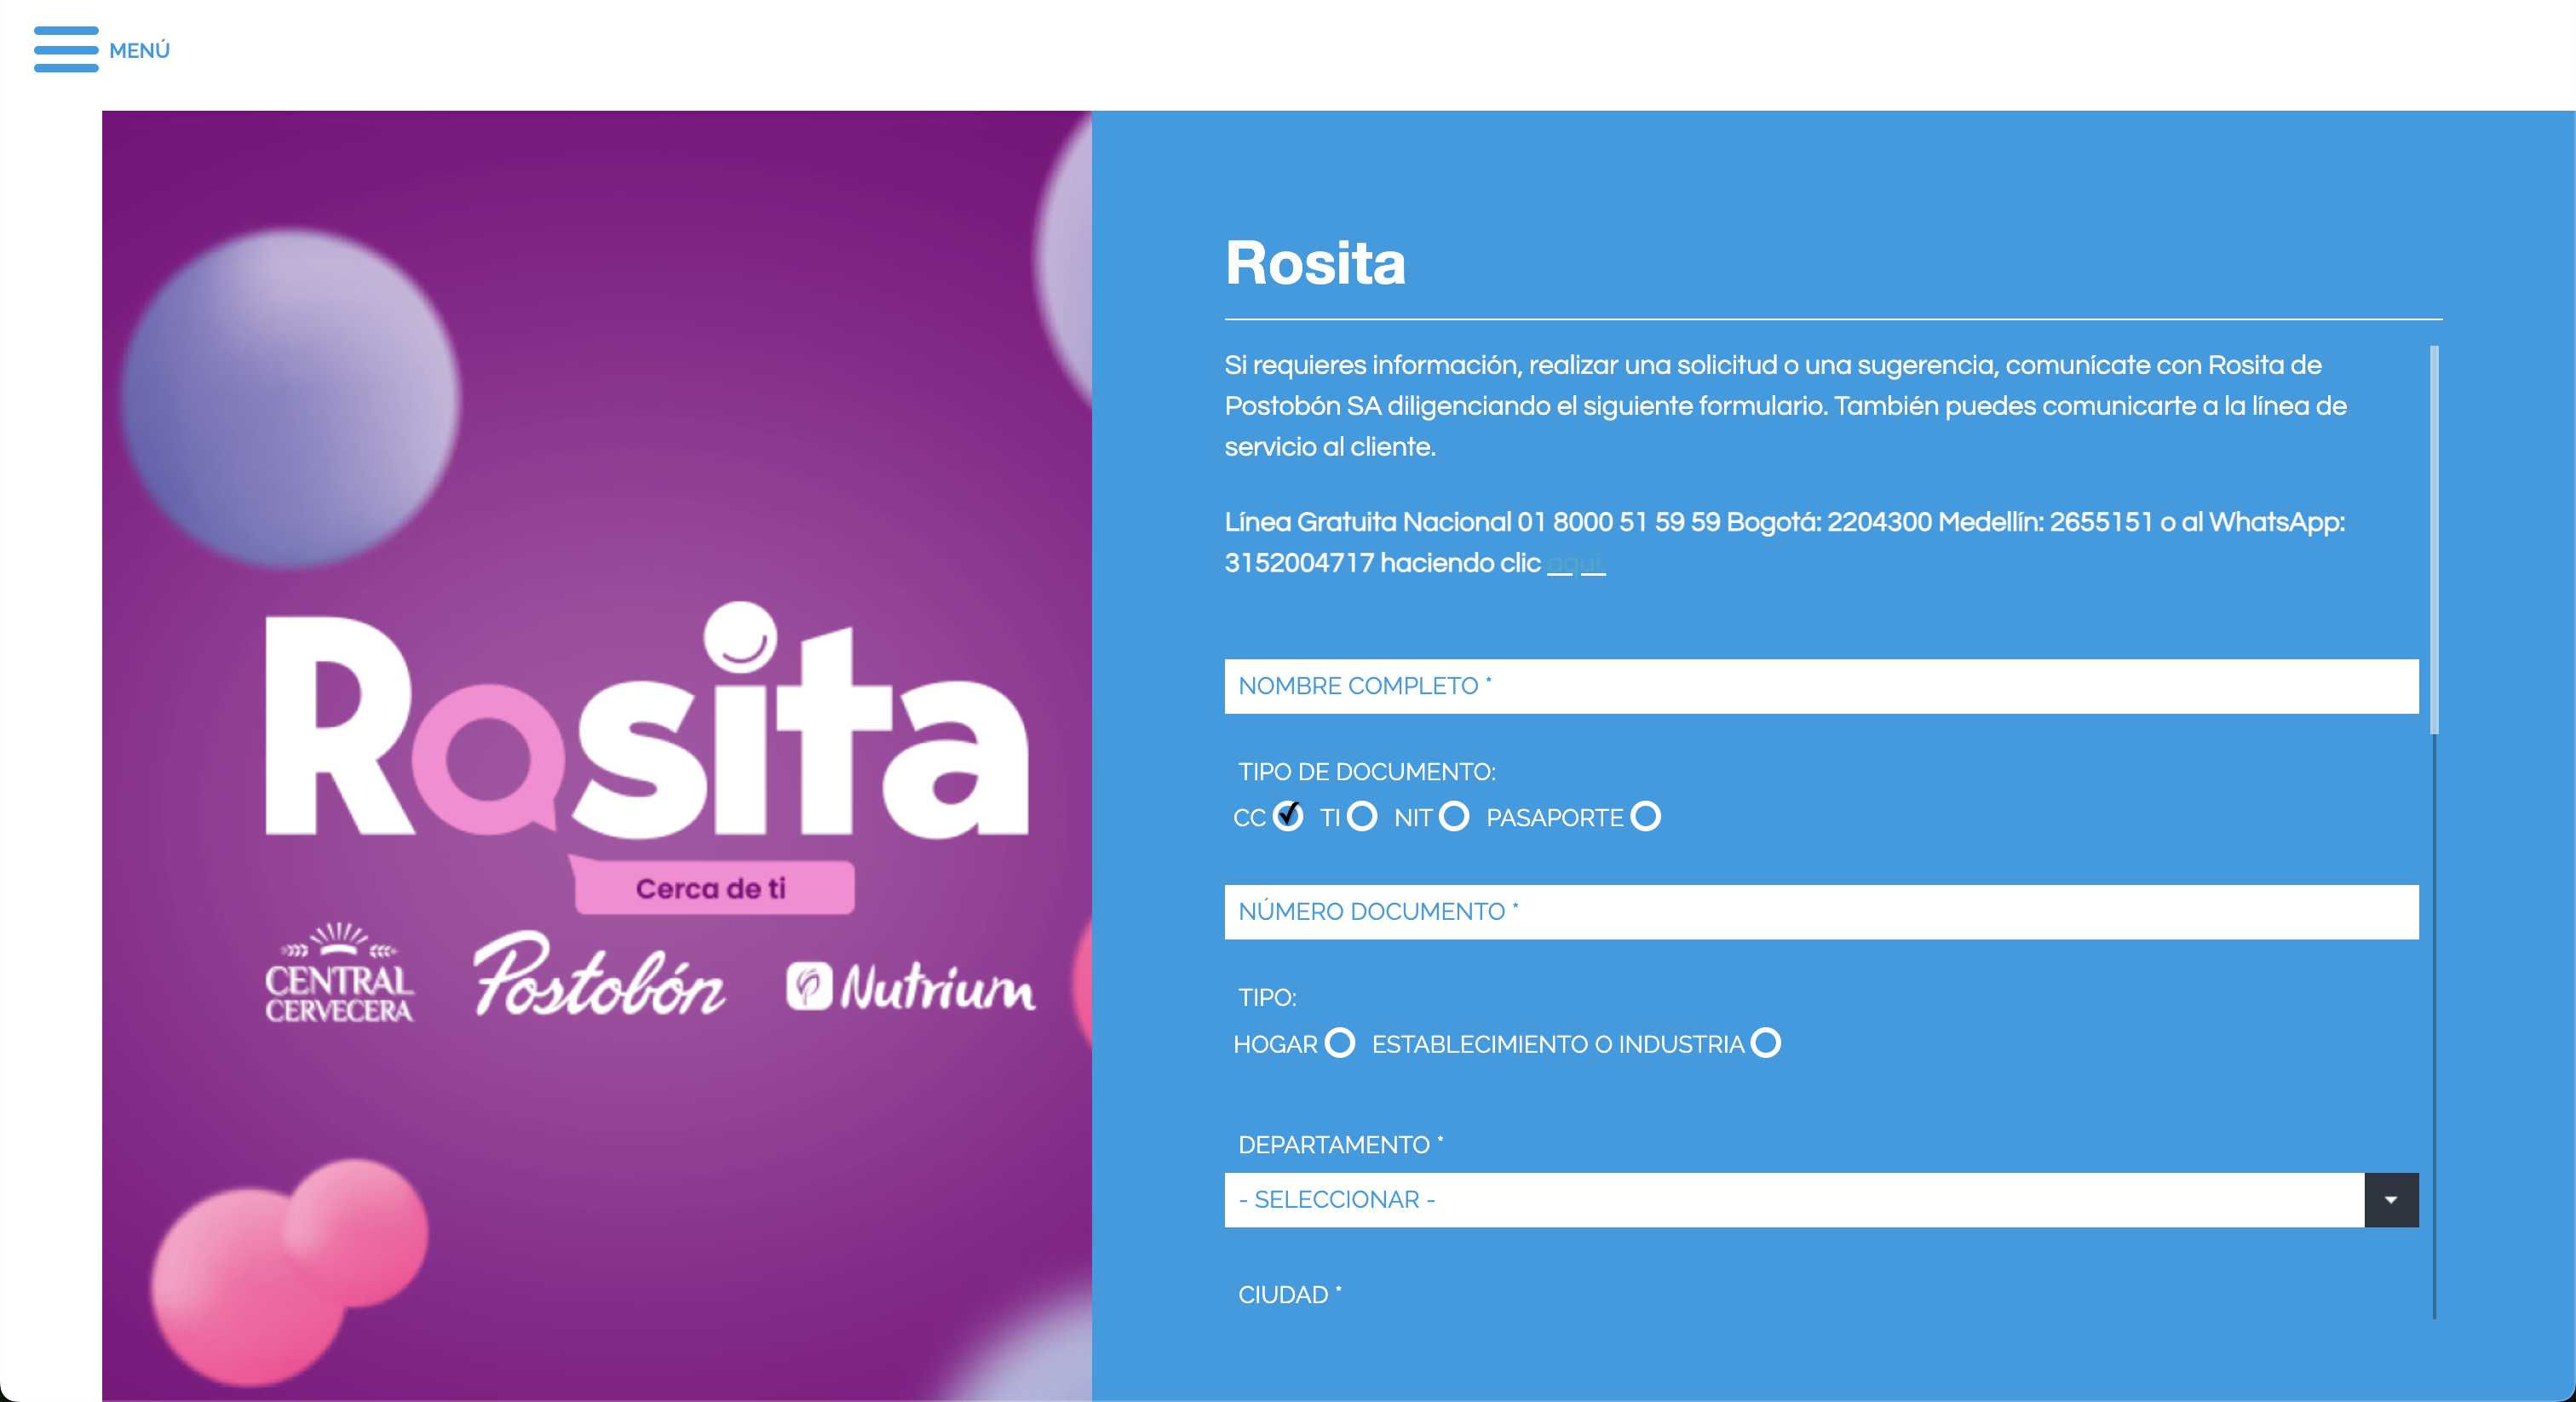 MENÚ
Rosita
Cerca de ti
CENTRAL
CERVECERA
Postobón
Nutrium
Rosita
Si requieres información, realizar una solicitud o una sugerencia, comunícate con Rosita de
Postobón SA diligenciando el siguiente formulario. También puedes comunicarte a la línea de
servicio al cliente.
Línea Gratuita Nacional 01 8000 51 59 59 Bogotá: 2204300 Medellín: 2655151 o al WhatsApp:
3152004717 haciendo clic aquí.
NOMBRE COMPLETO *
TIPO DE DOCUMENTO:
CC TI NIT PASAPORTE
NÚMERO DOCUMENTO *
TIPO:
HOGAR ESTABLECIMIENTO O INDUSTRIA
DEPARTAMENTO *
- SELECCIONAR -
CIUDAD *